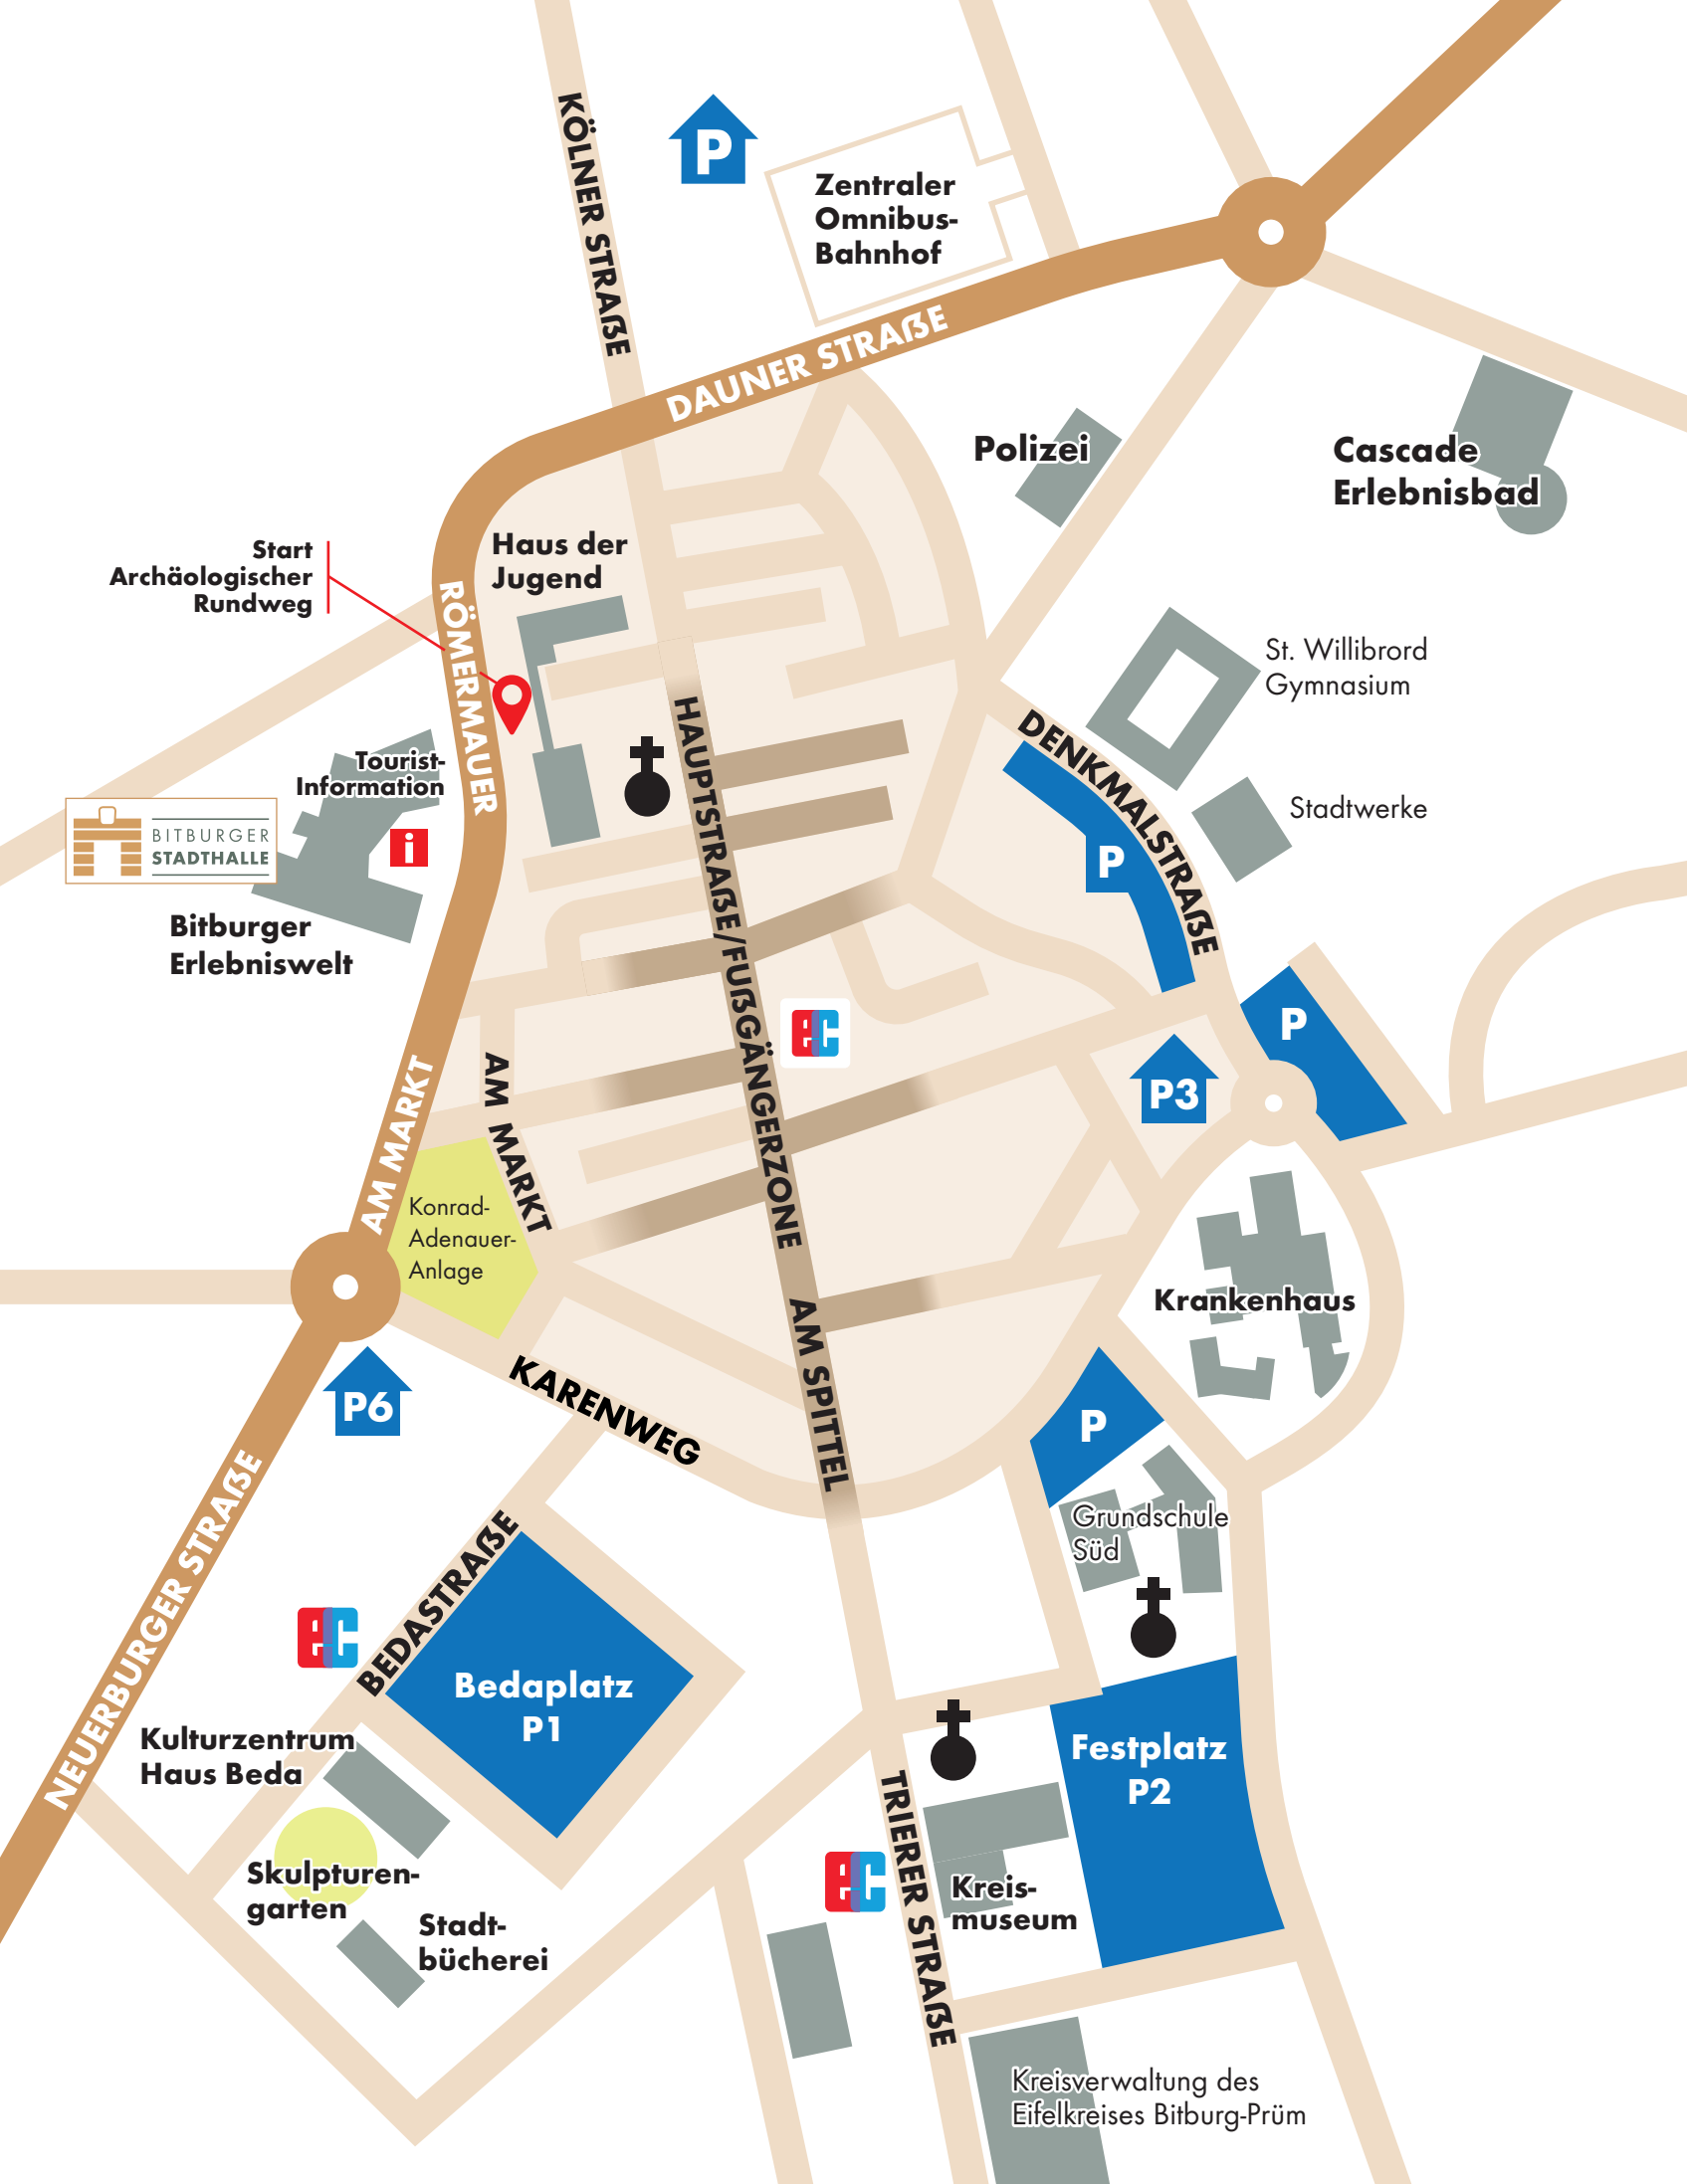 KÖLNER STRAßE
P
Zentraler
Omnibus-
Bahnhof
DAUNER STRAßE
Polizei
Cascade
Erlebnisbad
Start
Archäologischer
Rundweg
Haus der
Jugend
RÖMERMAUER
St. Willibrord
Gymnasium
Tourist-
Information
i
BITBURGER
STADTHALLE
Bitburger
Erlebniswelt
HAUPTSTRAßE/FUßGÄNGERZONE
DENKMALSTRAßE
P
Stadtwerke
P
ec
P3
AM MARKT
AM MARKT
Konrad-
Adenauer-
Anlage
Krankenhaus
P6
KARENWEG
AM SPITTEL
P
Grundschule
Süd
NEUERBURGER STRAßE
BEDASTRAßE
ec
Bedaplatz
P1
Kulturzentrum
Haus Beda
Festplatz
P2
Skulpturen-
garten
Stadt-
bücherei
TRIERER STRAßE
ec
Kreis-
museum
Kreisverwaltung des
Eifelkreises Bitburg-Prüm